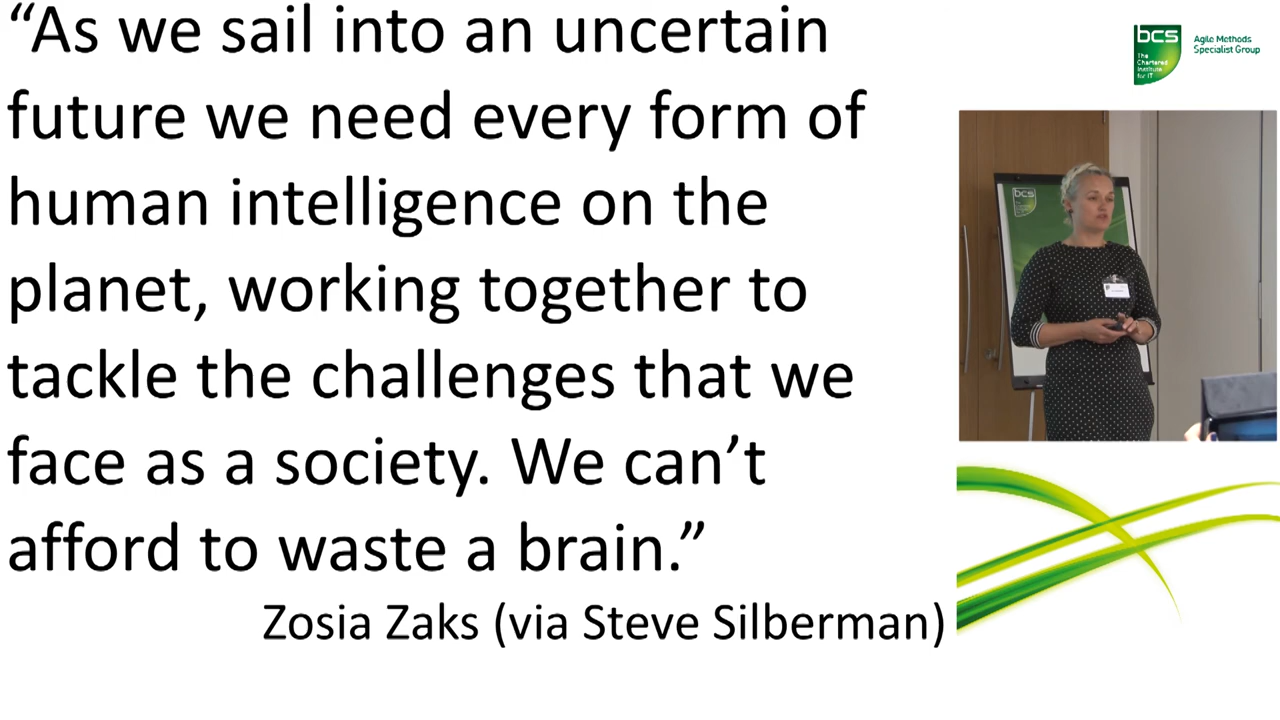 “As we sail into an uncertain
future we need every form of
human intelligence on the
planet, working together to
tackle the challenges that we
face as a society. We can’t
afford to waste a brain.”
Zosia Zaks (via Steve Silberman)
bcs
The
Chartered
Institute
for IT
Agile Methods
Specialist Group
bcs